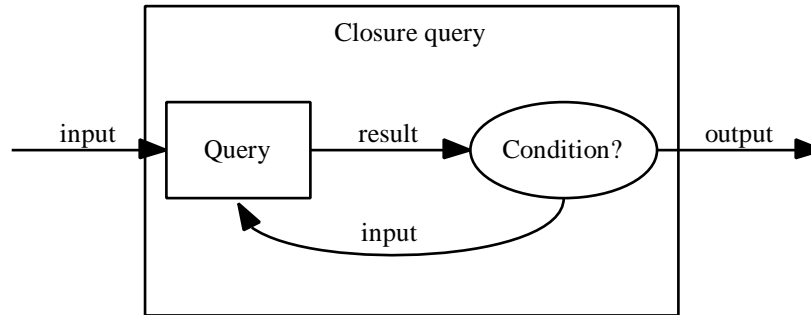 Closure query
input
Query
result
Condition?
output
input